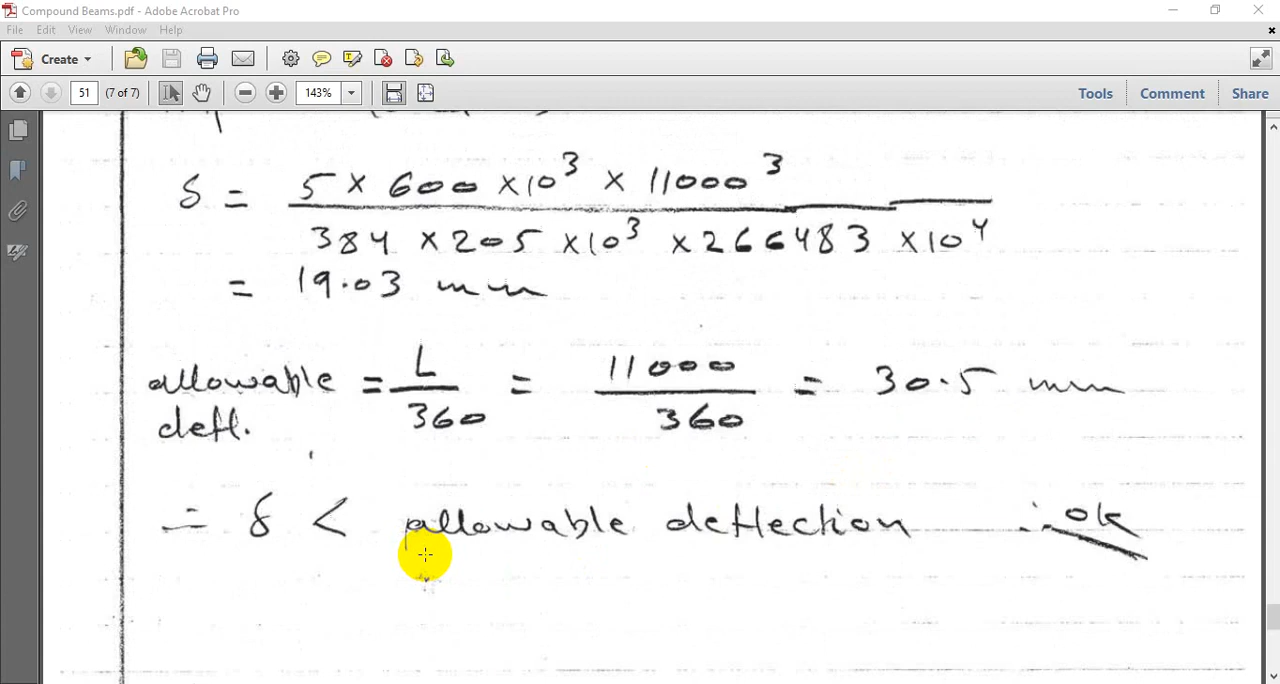 Compound Beams.pdf - Adobe Acrobat Pro
File Edit View Window Help
Create
51 (7 of 7) 143% Tools Comment Share
δ = 5 × 600 × 10³ × 11000³
384 × 205 × 10³ × 266483 × 10⁴
= 19.03 mm
allowable defl. = L/360 = 11000/360 = 30.5 mm
∴ δ < allowable deflection ∴ ok